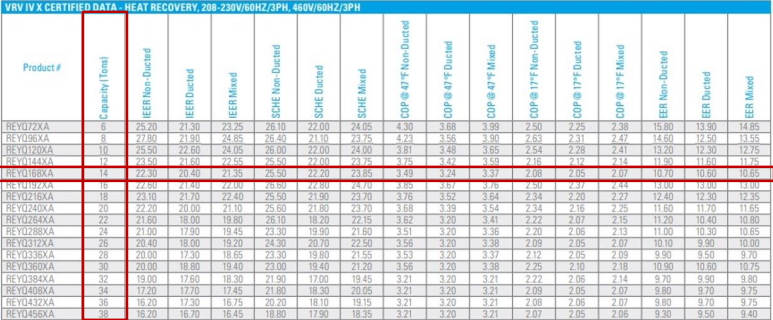 VRV IV X CERTIFIED DATA - HEAT RECOVERY, 208-230V/60HZ/3PH, 460V/60HZ/3PH
Product # Capacity (Tons) IEER Non-Ducted IEER Ducted IEER Mixed SCHE Non-Ducted SCHE Ducted SCHE Mixed COP @ 47°F Non-Ducted COP @ 47°F Ducted COP @ 47°F Mixed COP @ 17°F Non-Ducted COP @ 17°F Ducted COP @ 17°F Mixed EER Non-Ducted EER Ducted EER Mixed
REYQ72XA 6 25.20 21.30 23.25 26.10 22.00 24.05 4.30 3.68 3.99 2.50 2.25 2.38 15.80 13.90 14.85
REYQ96XA 8 27.80 21.90 24.85 26.40 21.10 23.75 4.23 3.56 3.90 2.63 2.31 2.47 14.60 12.50 13.55
REYQ120XA 10 25.50 22.60 24.05 26.00 22.00 24.00 3.81 3.48 3.65 2.54 2.28 2.41 13.20 12.30 12.75
REYQ144XA 12 23.50 21.60 22.55 25.50 22.00 23.75 3.75 3.42 3.59 2.16 2.12 2.14 11.90 11.60 11.75
REYQ168XA 14 22.30 20.40 21.35 25.50 22.20 23.85 3.49 3.24 3.37 2.08 2.05 2.07 10.70 10.60 10.65
REYQ192XA 16 22.60 21.40 22.00 26.60 22.80 24.70 3.85 3.67 3.76 2.50 2.37 2.44 13.00 13.00 13.00
REYQ216XA 18 23.10 21.70 22.40 25.50 21.90 23.70 3.76 3.52 3.64 2.34 2.20 2.27 12.40 12.30 12.35
REYQ240XA 20 22.20 20.00 21.10 25.60 21.80 23.70 3.68 3.39 3.54 2.34 2.16 2.25 11.60 11.70 11.65
REYQ264XA 22 21.60 18.00 19.80 26.10 18.20 22.15 3.62 3.20 3.41 2.22 2.07 2.15 11.20 10.40 10.80
REYQ288XA 24 21.00 17.90 19.45 23.30 19.90 21.60 3.51 3.20 3.36 2.20 2.06 2.13 11.00 10.30 10.65
REYQ312XA 26 20.40 18.00 19.20 24.30 20.70 22.50 3.56 3.20 3.38 2.09 2.05 2.07 10.10 9.90 10.00
REYQ336XA 28 20.00 17.30 18.65 23.30 19.80 21.55 3.53 3.20 3.37 2.12 2.05 2.09 9.90 9.50 9.70
REYQ360XA 30 20.00 18.80 19.40 23.00 19.40 21.20 3.56 3.20 3.38 2.25 2.10 2.18 10.90 10.60 10.75
REYQ384XA 32 19.00 17.60 18.30 21.90 17.00 19.45 3.21 3.20 3.21 2.22 2.06 2.14 9.70 9.90 9.80
REYQ408XA 34 17.20 17.70 17.45 21.80 18.30 20.05 3.21 3.20 3.21 2.09 2.05 2.07 9.80 9.70 9.75
REYQ432XA 36 16.20 17.30 16.75 20.20 18.10 19.15 3.21 3.20 3.21 2.08 2.06 2.07 9.80 9.70 9.75
REYQ456XA 38 16.20 16.70 16.45 18.80 17.90 18.35 3.21 3.20 3.21 2.07 2.05 2.06 9.30 9.50 9.40